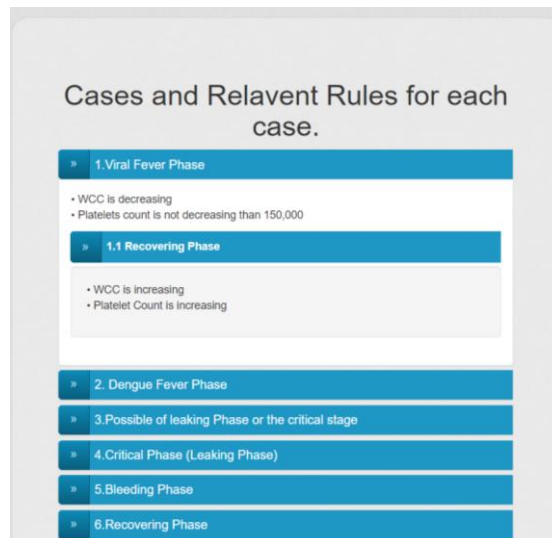 Cases and Relavent Rules for each
case.
» 1.Viral Fever Phase
• WCC is decreasing
• Platelets count is not decreasing than 150,000
» 1.1 Recovering Phase
• WCC is increasing
• Platelet Count is increasing
» 2. Dengue Fever Phase
» 3.Possible of leaking Phase or the critical stage
» 4.Critical Phase (Leaking Phase)
» 5.Bleeding Phase
» 6.Recovering Phase